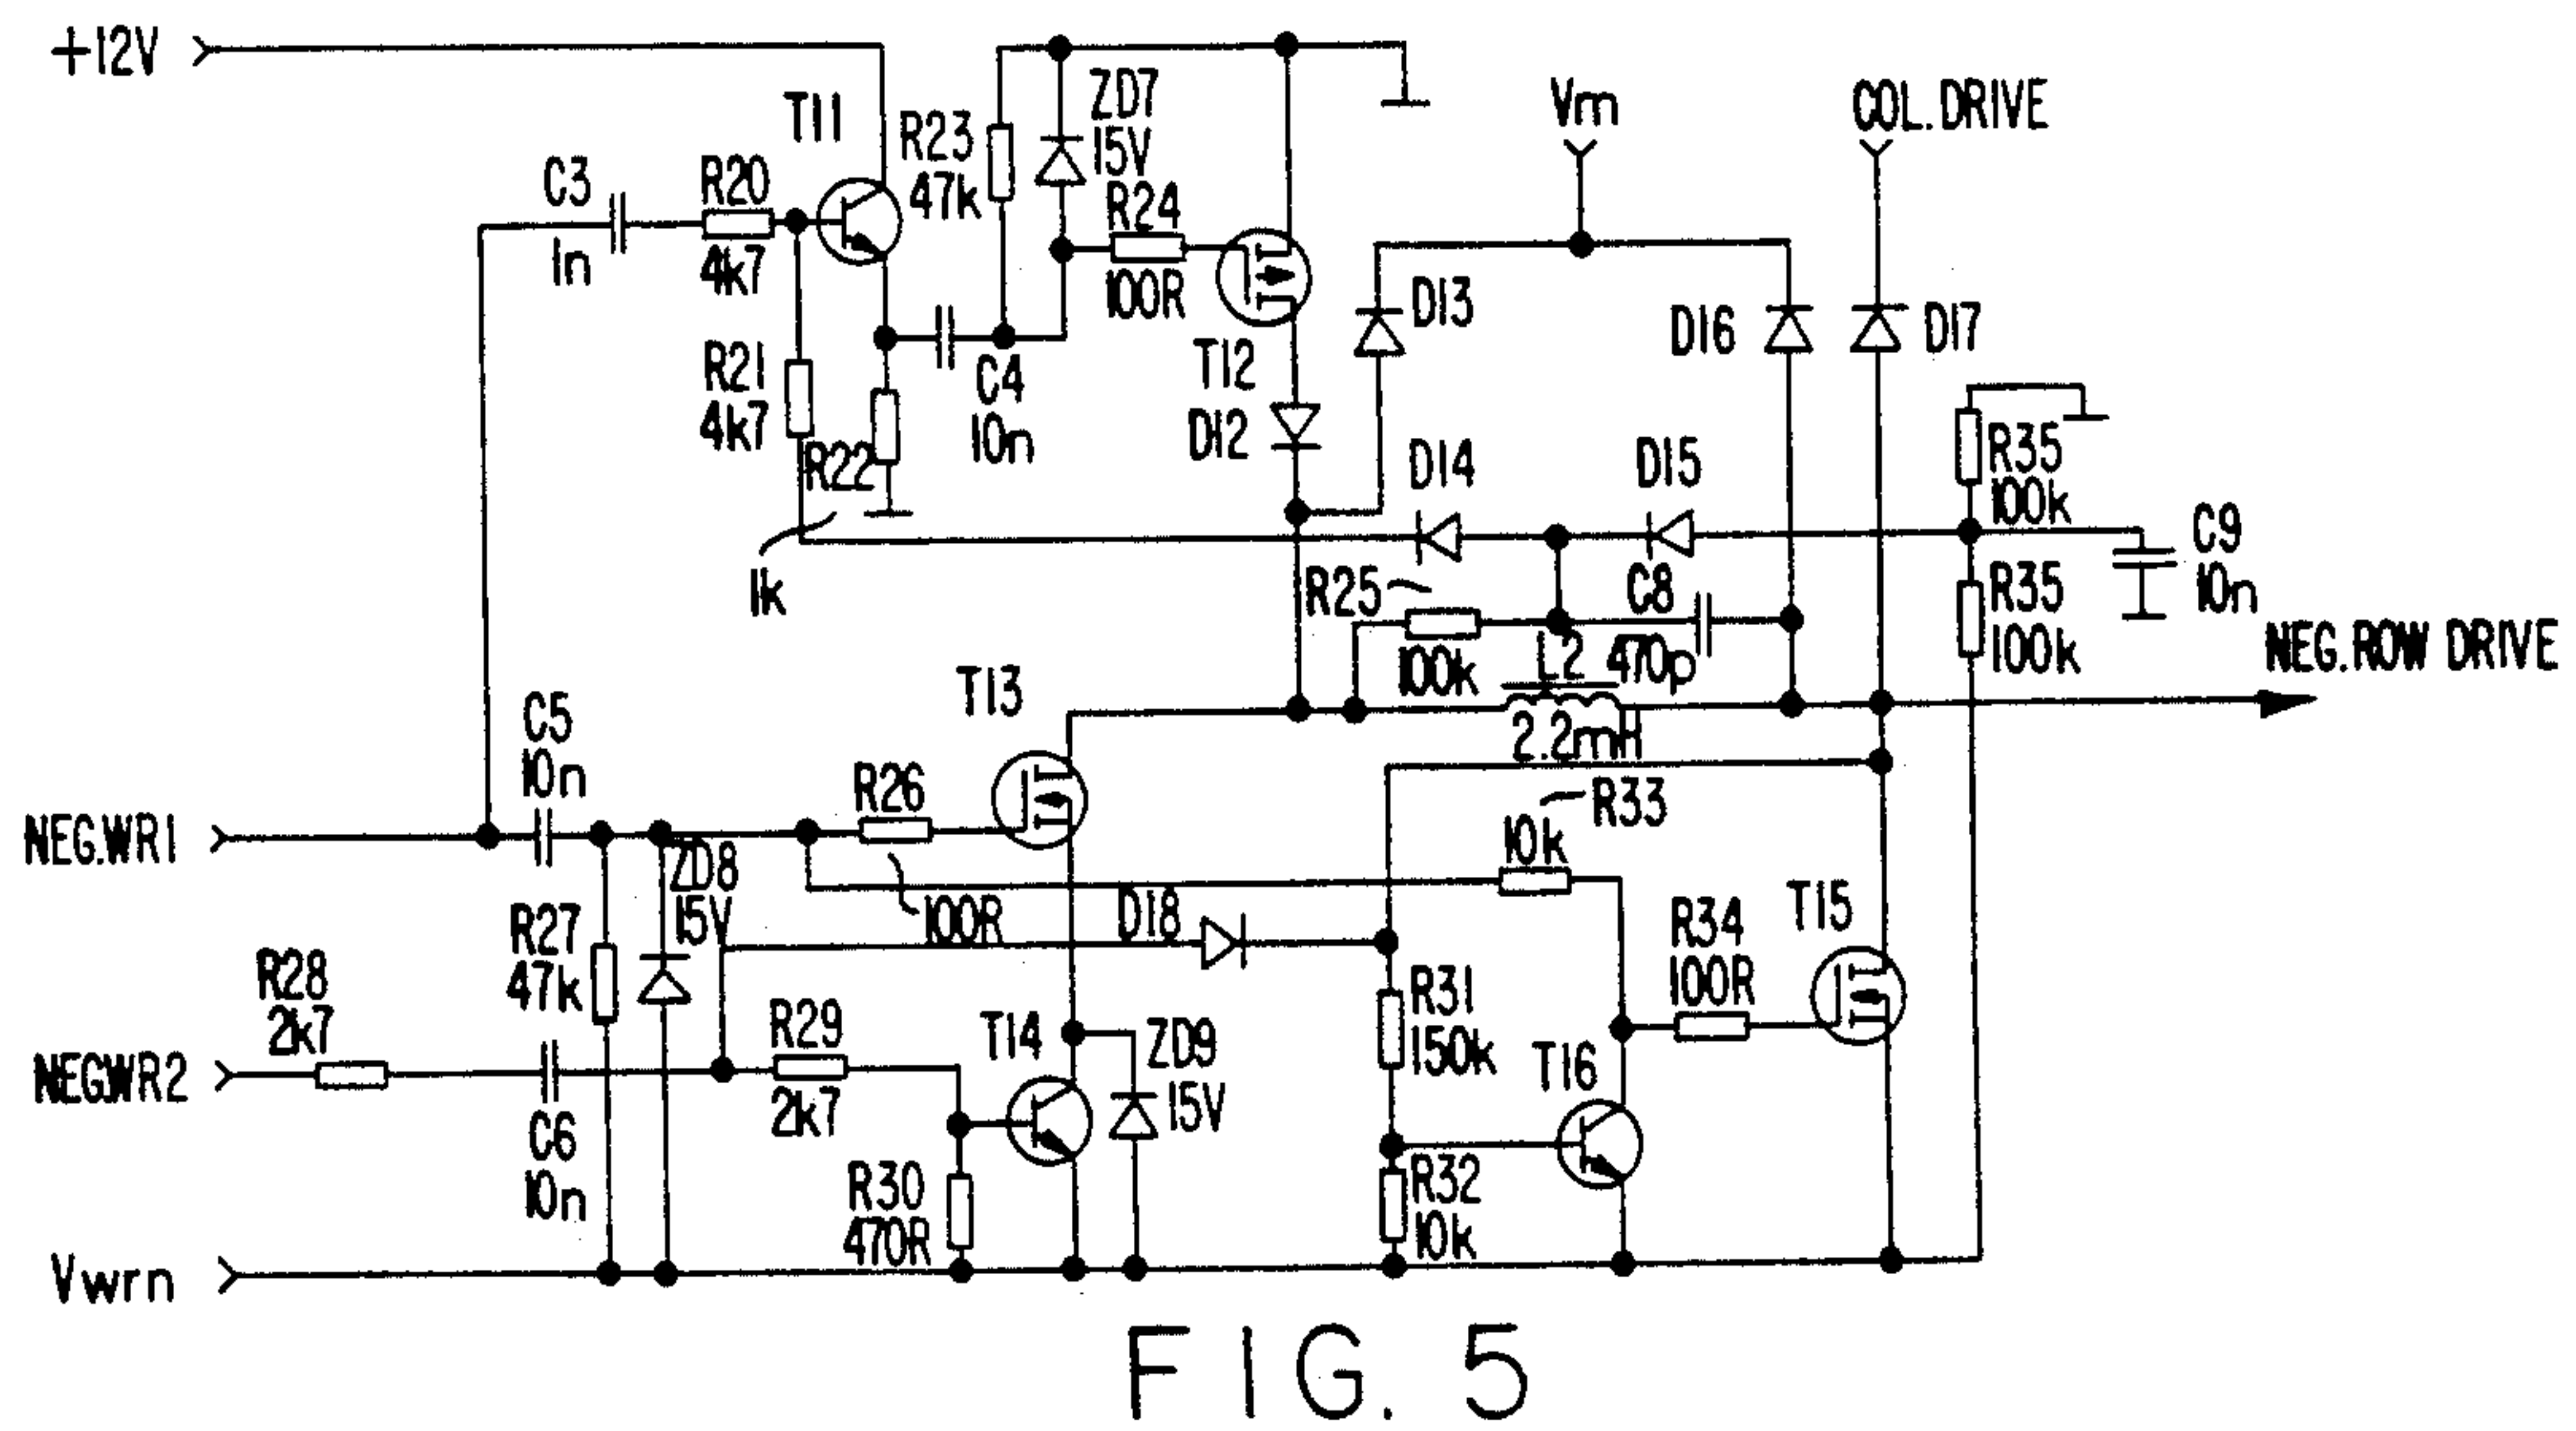 +12V
T11
C3
1n
R20
4k7
R21
4k7
R22
1k
R23
47k
ZD7
15V
R24
100R
C4
10n
T12
D12
Vm
COL. DRIVE
D13
D16
D17
D14
D15
R35
100k
C9
10n
R35
100k
R25
100k
C8
470p
L2
2.2mH
NEG. ROW DRIVE
T13
C5
10n
NEG.WR1
R26
100R
R33
10k
ZD8
15V
R27
47k
D18
R34
100R
T15
R28
2k7
NEG.WR2
C6
10n
R29
2k7
T14
ZD9
15V
R31
150k
T16
R30
470R
R32
10k
Vwrn
FIG. 5